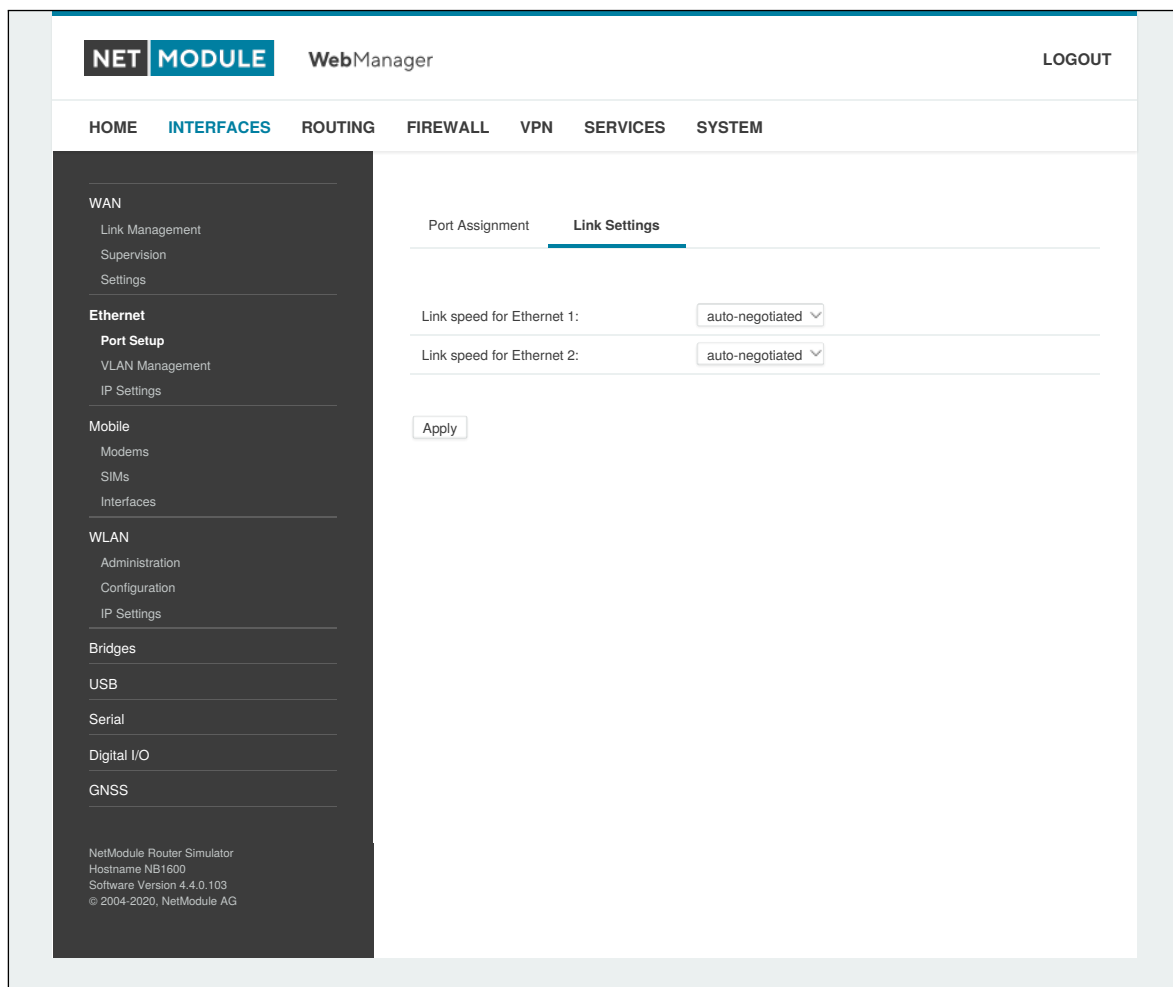 NET MODULE WebManager LOGOUT
HOME INTERFACES ROUTING FIREWALL VPN SERVICES SYSTEM
WAN
Link Management
Supervision
Settings
Ethernet
Port Setup
VLAN Management
IP Settings
Mobile
Modems
SIMs
Interfaces
WLAN
Administration
Configuration
IP Settings
Bridges
USB
Serial
Digital I/O
GNSS
NetModule Router Simulator
Hostname NB1600
Software Version 4.4.0.103
© 2004-2020, NetModule AG
Port Assignment Link Settings
Link speed for Ethernet 1: auto-negotiated
Link speed for Ethernet 2: auto-negotiated
Apply